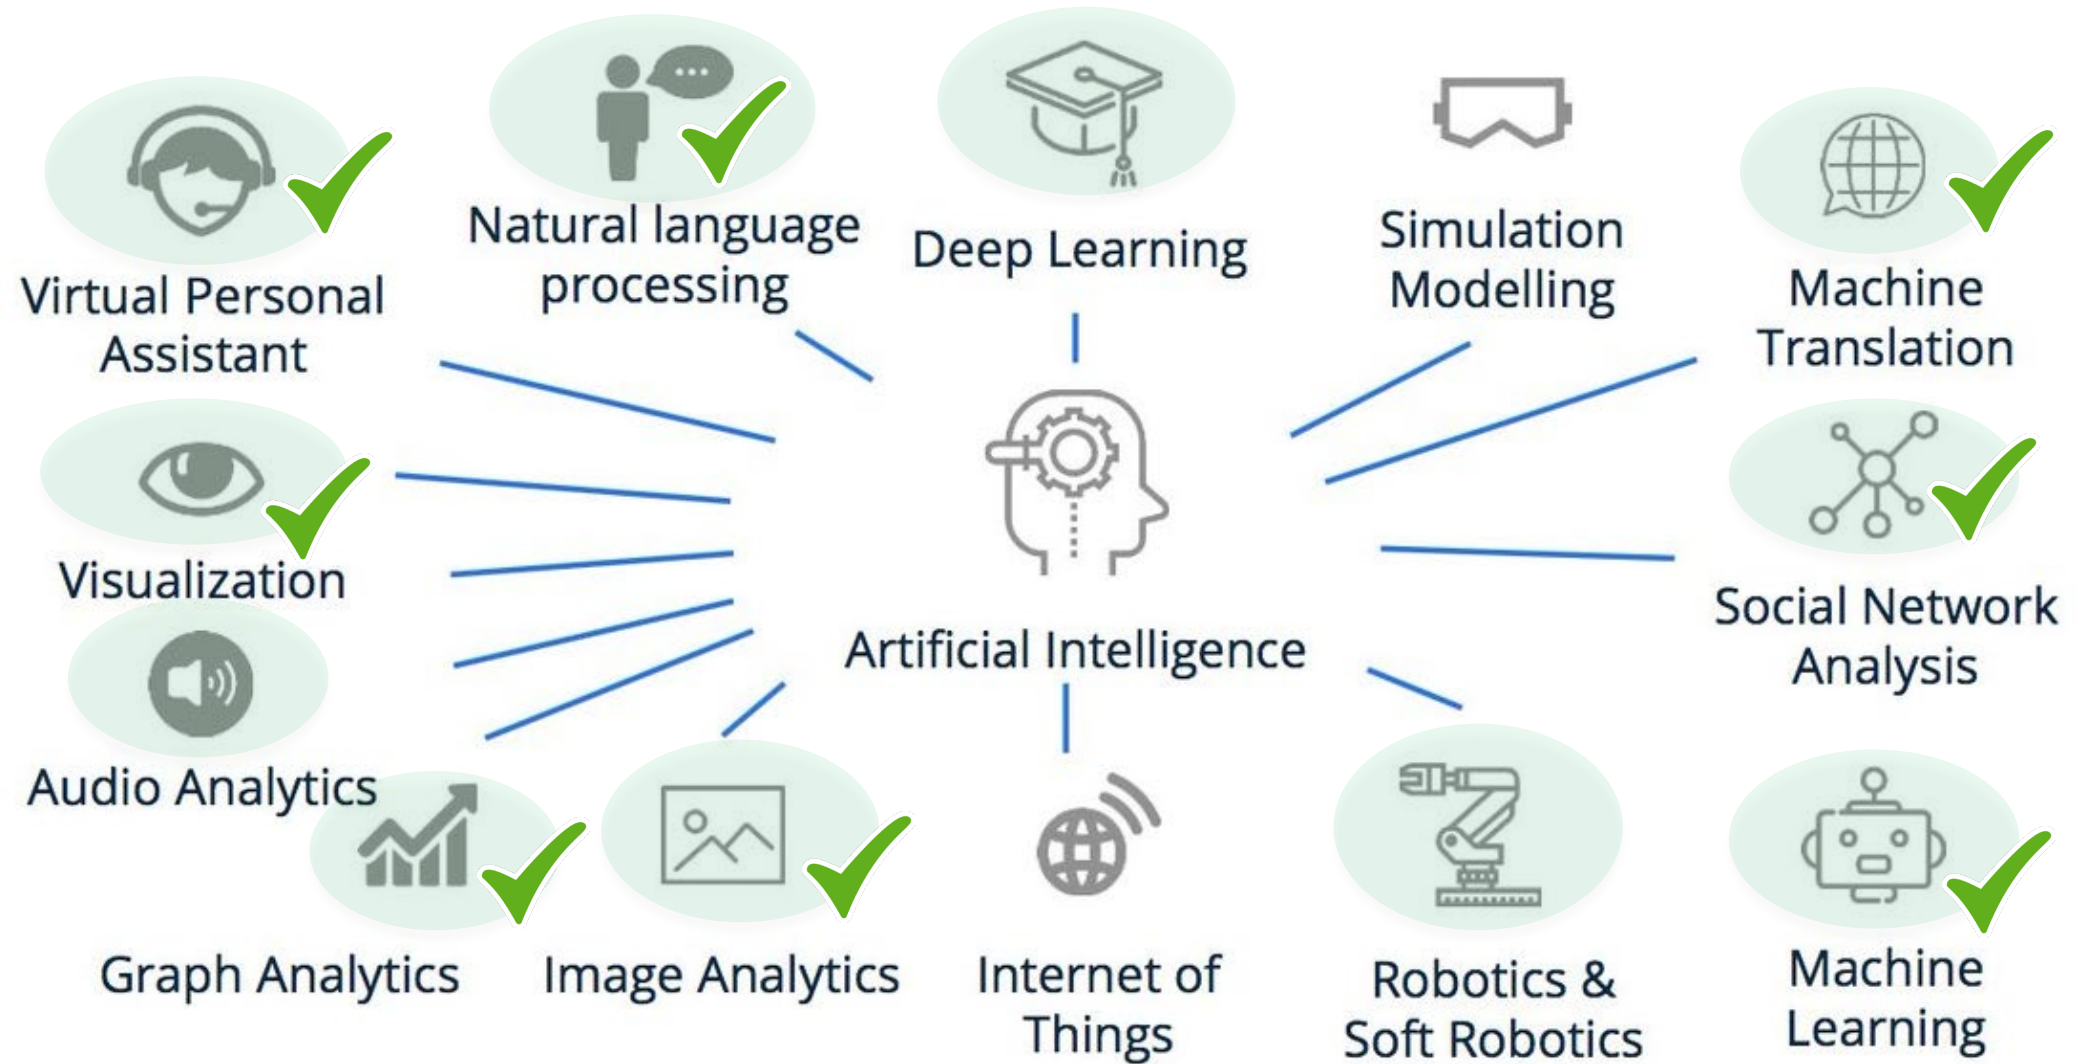 Natural language
processing
Deep Learning
Simulation
Modelling
Machine
Translation
Virtual Personal
Assistant
Visualization
Audio Analytics
Artificial Intelligence
Social Network
Analysis
Graph Analytics
Image Analytics
Internet of
Things
Robotics &
Soft Robotics
Machine
Learning